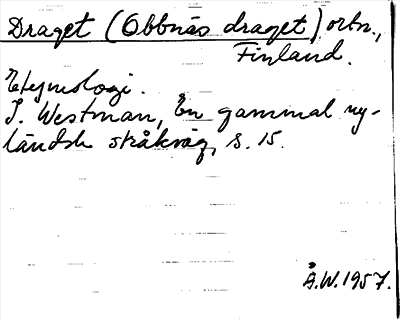 Draget (Obbnäs draget), ortn.,
Finland.
Etymologi.
I. Westman, En gammal ny-
ländsk stråkväg, s. 15.
Å.W. 1957.